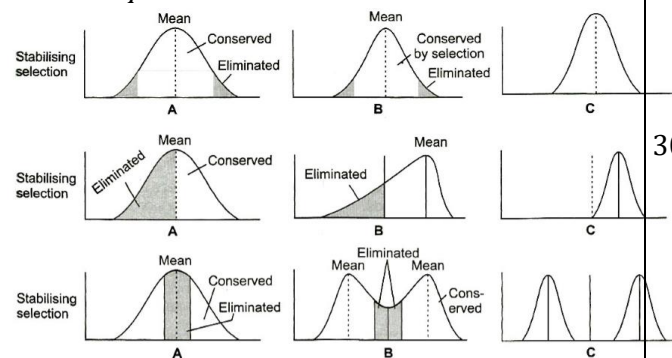 Mean
Conserved
Eliminated
Stabilising
selection
A
Mean
Conserved
by selection
Eliminated
B
C
Mean
Eliminated
Conserved
Stabilising
selection
A
Mean
Eliminated
B
C
30
Mean
Conserved
Eliminated
Stabilising
selection
A
Eliminated
Mean
Mean
Cons-
erved
B
C